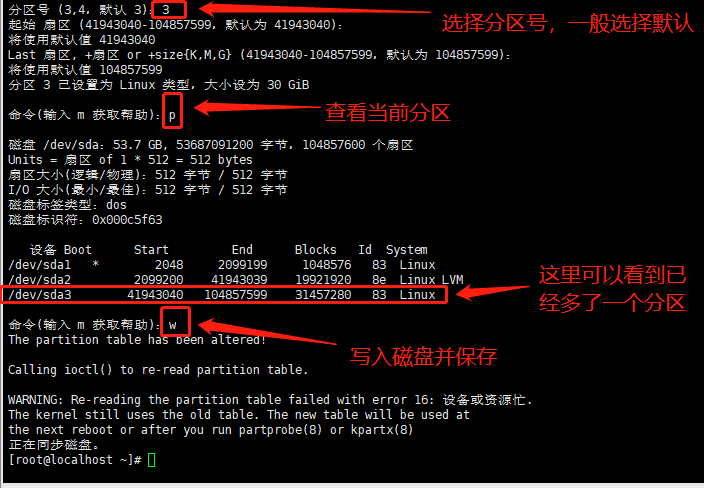 分区号 (3,4，默认 3)：3
选择分区号，一般选择默认
起始 扇区 (41943040-104857599，默认为 41943040)：
将使用默认值 41943040
Last 扇区, +扇区 or +size{K,M,G} (41943040-104857599，默认为 104857599)：
将使用默认值 104857599
分区 3 已设置为 Linux 类型，大小设为 30 GiB
命令(输入 m 获取帮助)：p
查看当前分区
磁盘 /dev/sda：53.7 GB, 53687091200 字节，104857600 个扇区
Units = 扇区 of 1 * 512 = 512 bytes
扇区大小(逻辑/物理)：512 字节 / 512 字节
I/O 大小(最小/最佳)：512 字节 / 512 字节
磁盘标签类型：dos
磁盘标识符：0x000c5f63
设备 Boot Start End Blocks Id System
/dev/sda1 * 2048 2099199 1048576 83 Linux
/dev/sda2 2099200 41943039 19921920 8e Linux LVM
/dev/sda3 41943040 104857599 31457280 83 Linux
这里可以看到已
经多了一个分区
命令(输入 m 获取帮助)：w
The partition table has been altered!
写入磁盘并保存
Calling ioctl() to re-read partition table.
WARNING: Re-reading the partition table failed with error 16: 设备或资源忙.
The kernel still uses the old table. The new table will be used at
the next reboot or after you run partprobe(8) or kpartx(8)
正在同步磁盘。
[root@localhost ~]#